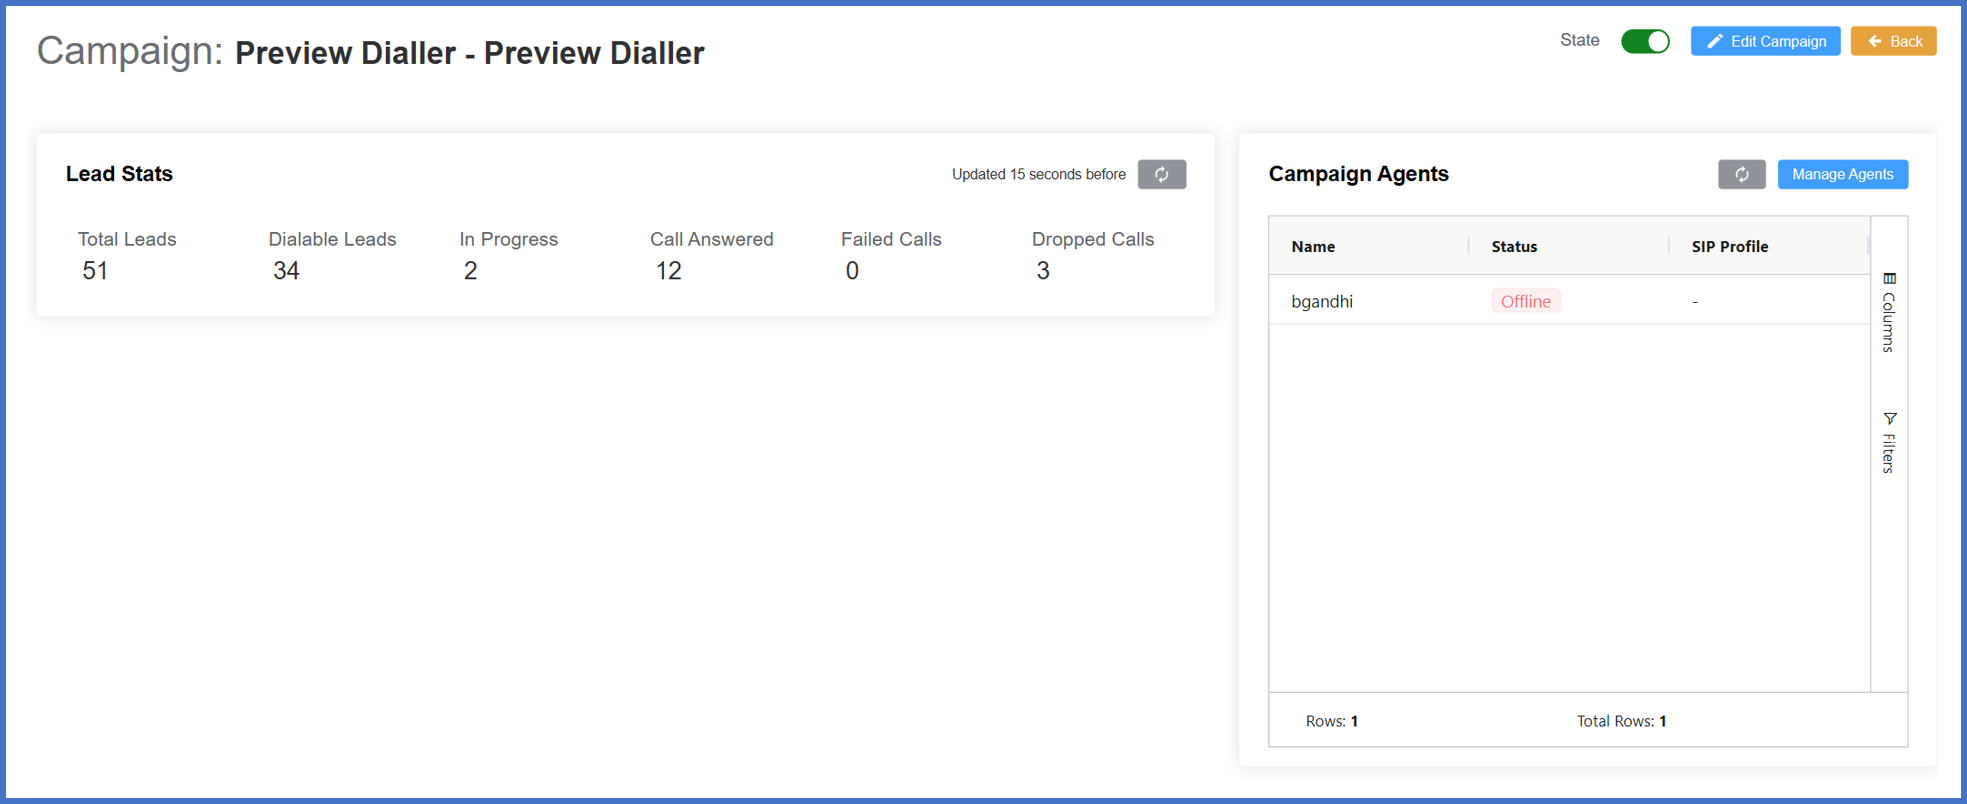 Campaign: Preview Dialler - Preview Dialler
State
Edit Campaign
Back
Lead Stats
Updated 15 seconds before
Total Leads
51
Dialable Leads
34
In Progress
2
Call Answered
12
Failed Calls
0
Dropped Calls
3
Campaign Agents
Manage Agents
Name Status SIP Profile
bgandhi Offline -
Columns
Filters
Rows: 1 Total Rows: 1